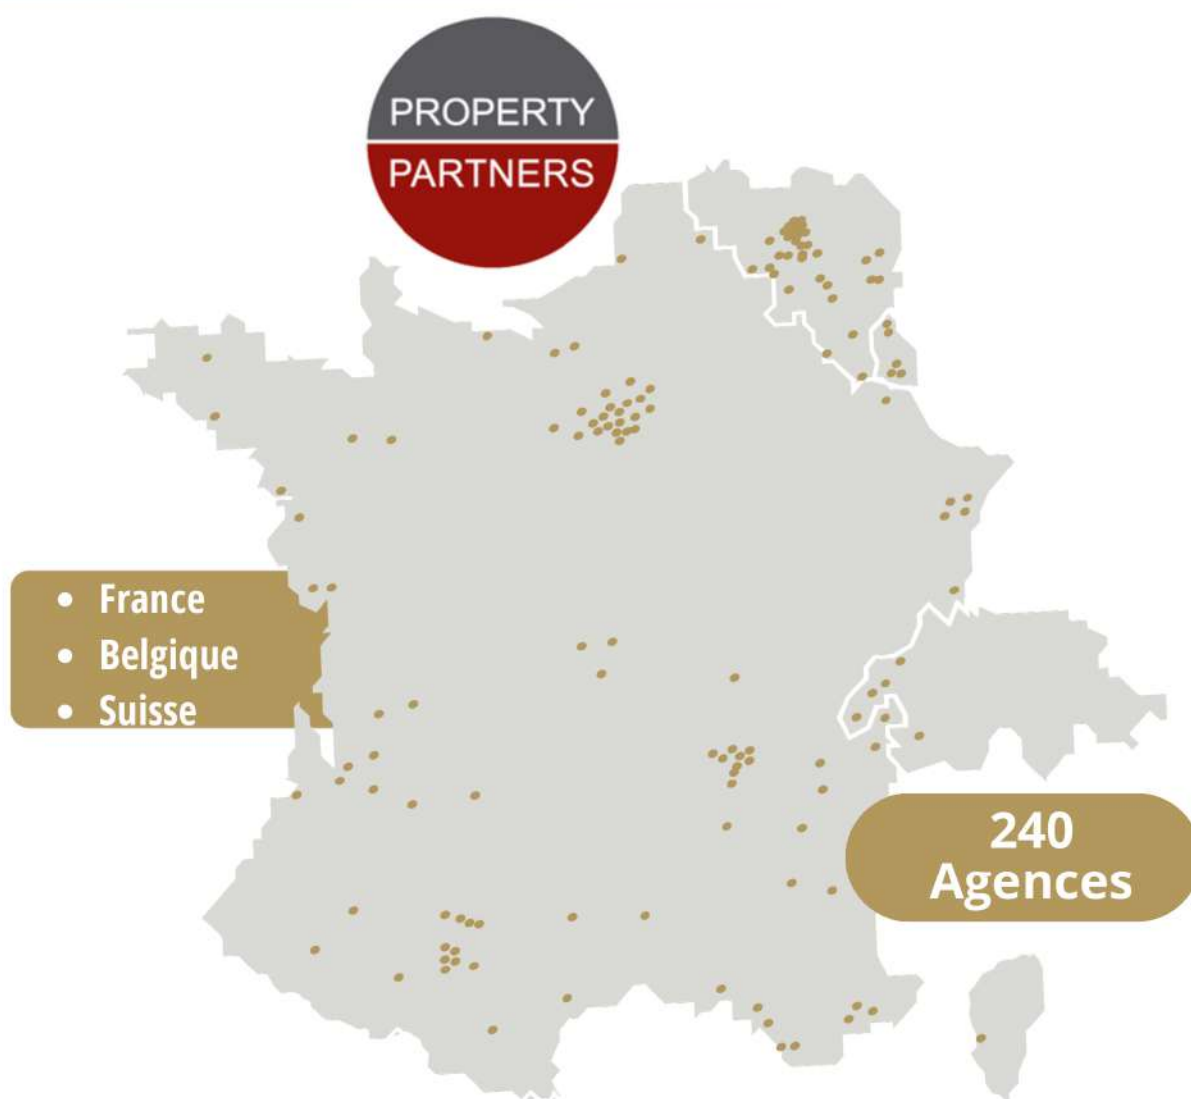 PROPERTY
PARTNERS
• France
• Belgique
• Suisse
240
Agences